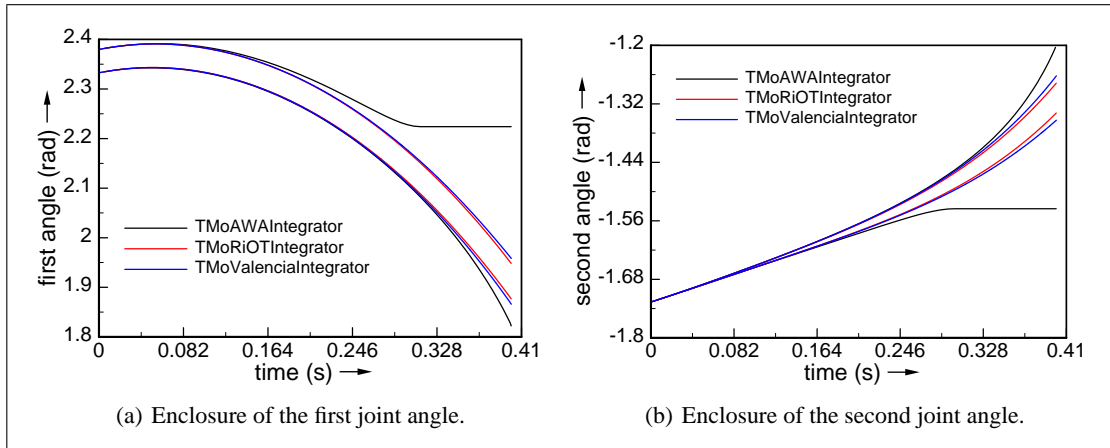 2.4
2.3
2.2
2.1
2
1.9
1.8
first angle (rad)
TMoAWAIntegrator
TMoRiOTIntegrator
TMoValenciaIntegrator
0 0.082 0.164 0.246 0.328 0.41
time (s)
(a) Enclosure of the first joint angle.
-1.2
-1.32
-1.44
-1.56
-1.68
-1.8
second angle (rad)
TMoAWAIntegrator
TMoRiOTIntegrator
TMoValenciaIntegrator
0 0.082 0.164 0.246 0.328 0.41
time (s)
(b) Enclosure of the second joint angle.